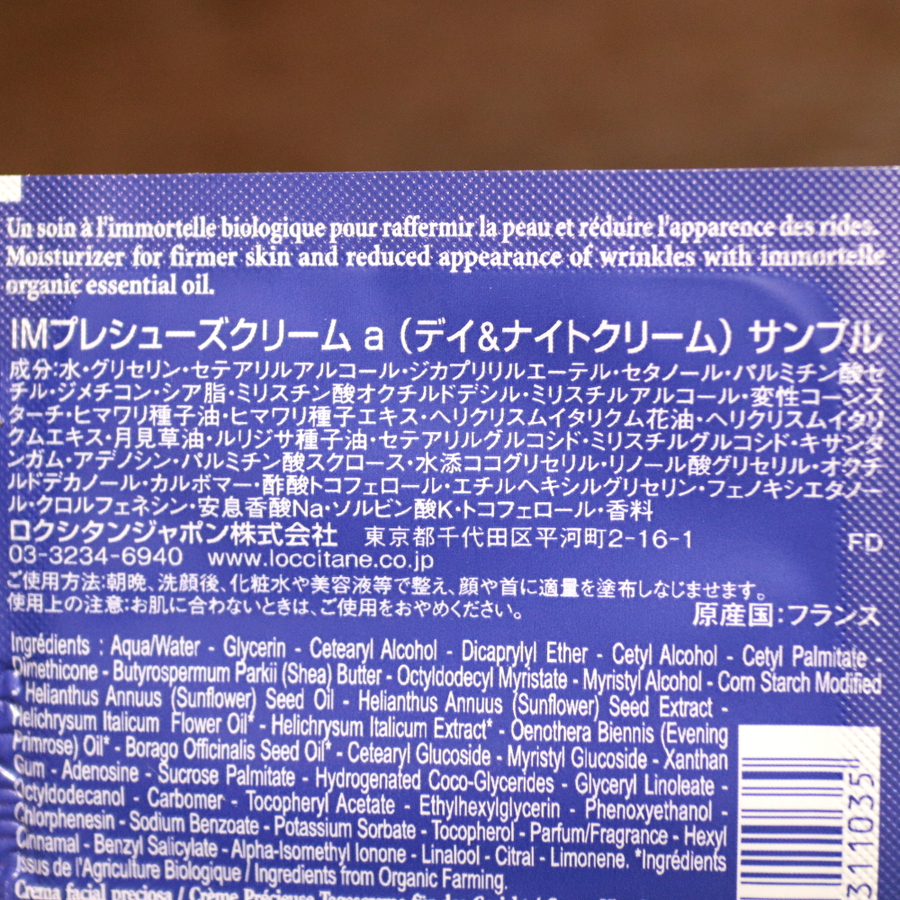 Un soin à l'immortelle biologique pour raffermir la peau et réduire l'apparence des rides.
Moisturizer for firmer skin and reduced appearance of wrinkles with immortelle
organic essential oil.
IMプレシューズクリーム a（デイ&ナイトクリーム）サンプル
成分:水・グリセリン・セテアリルアルコール・ジカプリリルエーテル・セタノール・パルミチン酸セ
チル・ジメチコン・シア脂・ミリスチン酸オクチルドデシル・ミリスチルアルコール・変性コーンス
ターチ・ヒマワリ種子油・ヒマワリ種子エキス・ヘリクリスムイタリクム花油・ヘリクリスムイタリ
クムエキス・月見草油・ルリジサ種子油・セテアリルグルコシド・ミリスチルグルコシド・キサンタ
ンガム・アデノシン・パルミチン酸スクロース・水添ココグリセリル・リノール酸グリセリル・オクチ
ルドデカノール・カルボマー・酢酸トコフェロール・エチルヘキシルグリセリン・フェノキシエタノー
ル・クロルフェネシン・安息香酸Na・ソルビン酸K・トコフェロール・香料
ロクシタンジャポン株式会社 東京都千代田区平河町2-16-1 FD
03-3234-6940 www.loccitane.co.jp
ご使用方法:朝晩、洗顔後、化粧水や美容液等で整え、顔や首に適量を塗布しなじませます。
使用上の注意:お肌に合わないときは、ご使用をおやめください。 原産国:フランス
Ingrédients : Aqua/Water - Glycerin - Cetearyl Alcohol - Dicaprylyl Ether - Cetyl Alcohol - Cetyl Palmitate -
Dimethicone - Butyrospermum Parkii (Shea) Butter - Octyldodecyl Myristate - Myristyl Alcohol - Corn Starch Modified
- Helianthus Annuus (Sunflower) Seed Oil - Helianthus Annuus (Sunflower) Seed Extract -
Helichrysum Italicum Flower Oil* - Helichrysum Italicum Extract* - Oenothera Biennis (Evening
Primrose) Oil* - Borago Officinalis Seed Oil* - Cetearyl Glucoside - Myristyl Glucoside - Xanthan
Gum - Adenosine - Sucrose Palmitate - Hydrogenated Coco-Glycerides - Glyceryl Linoleate -
Octyldodecanol - Carbomer - Tocopheryl Acetate - Ethylhexylglycerin - Phenoxyethanol -
Chlorphenesin - Sodium Benzoate - Potassium Sorbate - Tocopherol - Parfum/Fragrance - Hexyl
Cinnamal - Benzyl Salicylate - Alpha-Isomethyl Ionone - Linalool - Citral - Limonene. *Ingrédients
issus de l'Agriculture Biologique / Ingredients from Organic Farming.
Crema facial preciosa / Crème Précieuse
311035